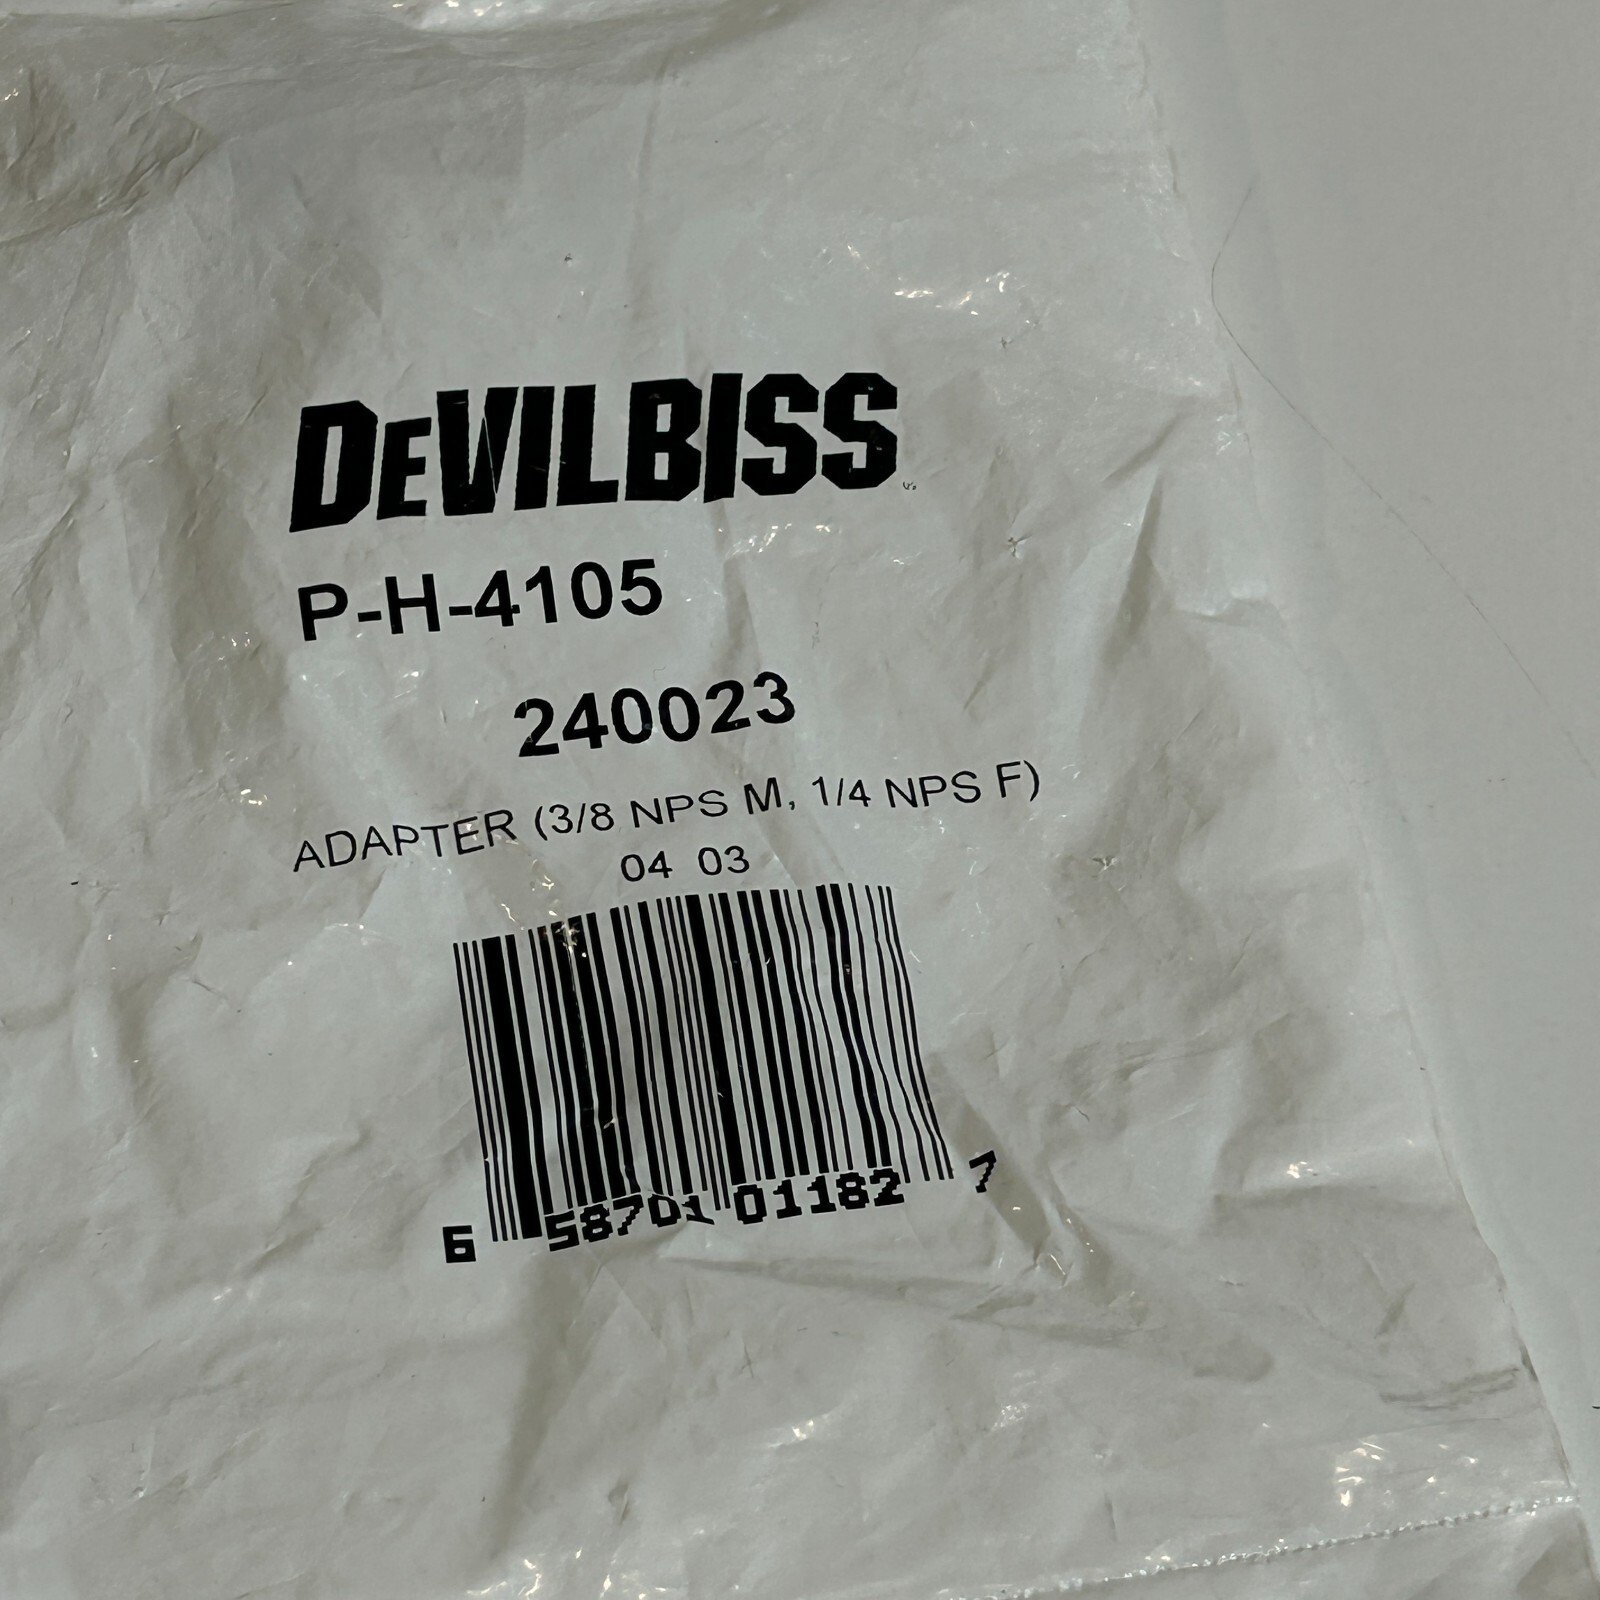 DEVILBISS
P-H-4105
240023
ADAPTER (3/8 NPS M, 1/4 NPS F)
04 03
6 58701 01182 7